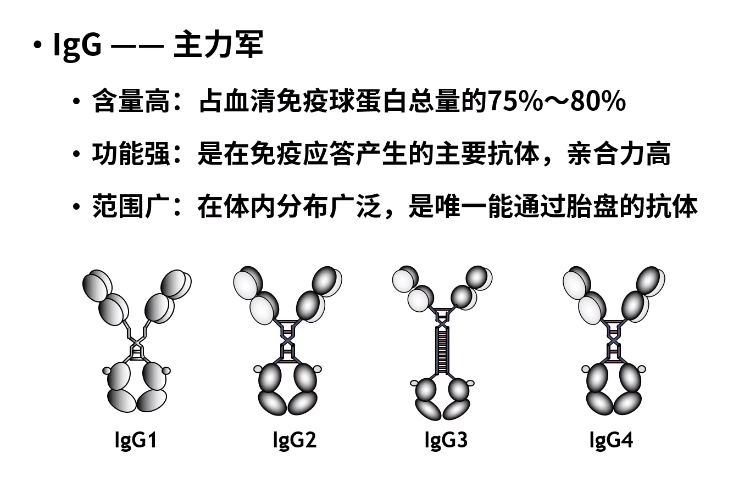 • IgG —— 主力军
• 含量高：占血清免疫球蛋白总量的75%～80%
• 功能强：是在免疫应答产生的主要抗体，亲合力高
• 范围广：在体内分布广泛，是唯一能通过胎盘的抗体
IgG1 IgG2 IgG3 IgG4